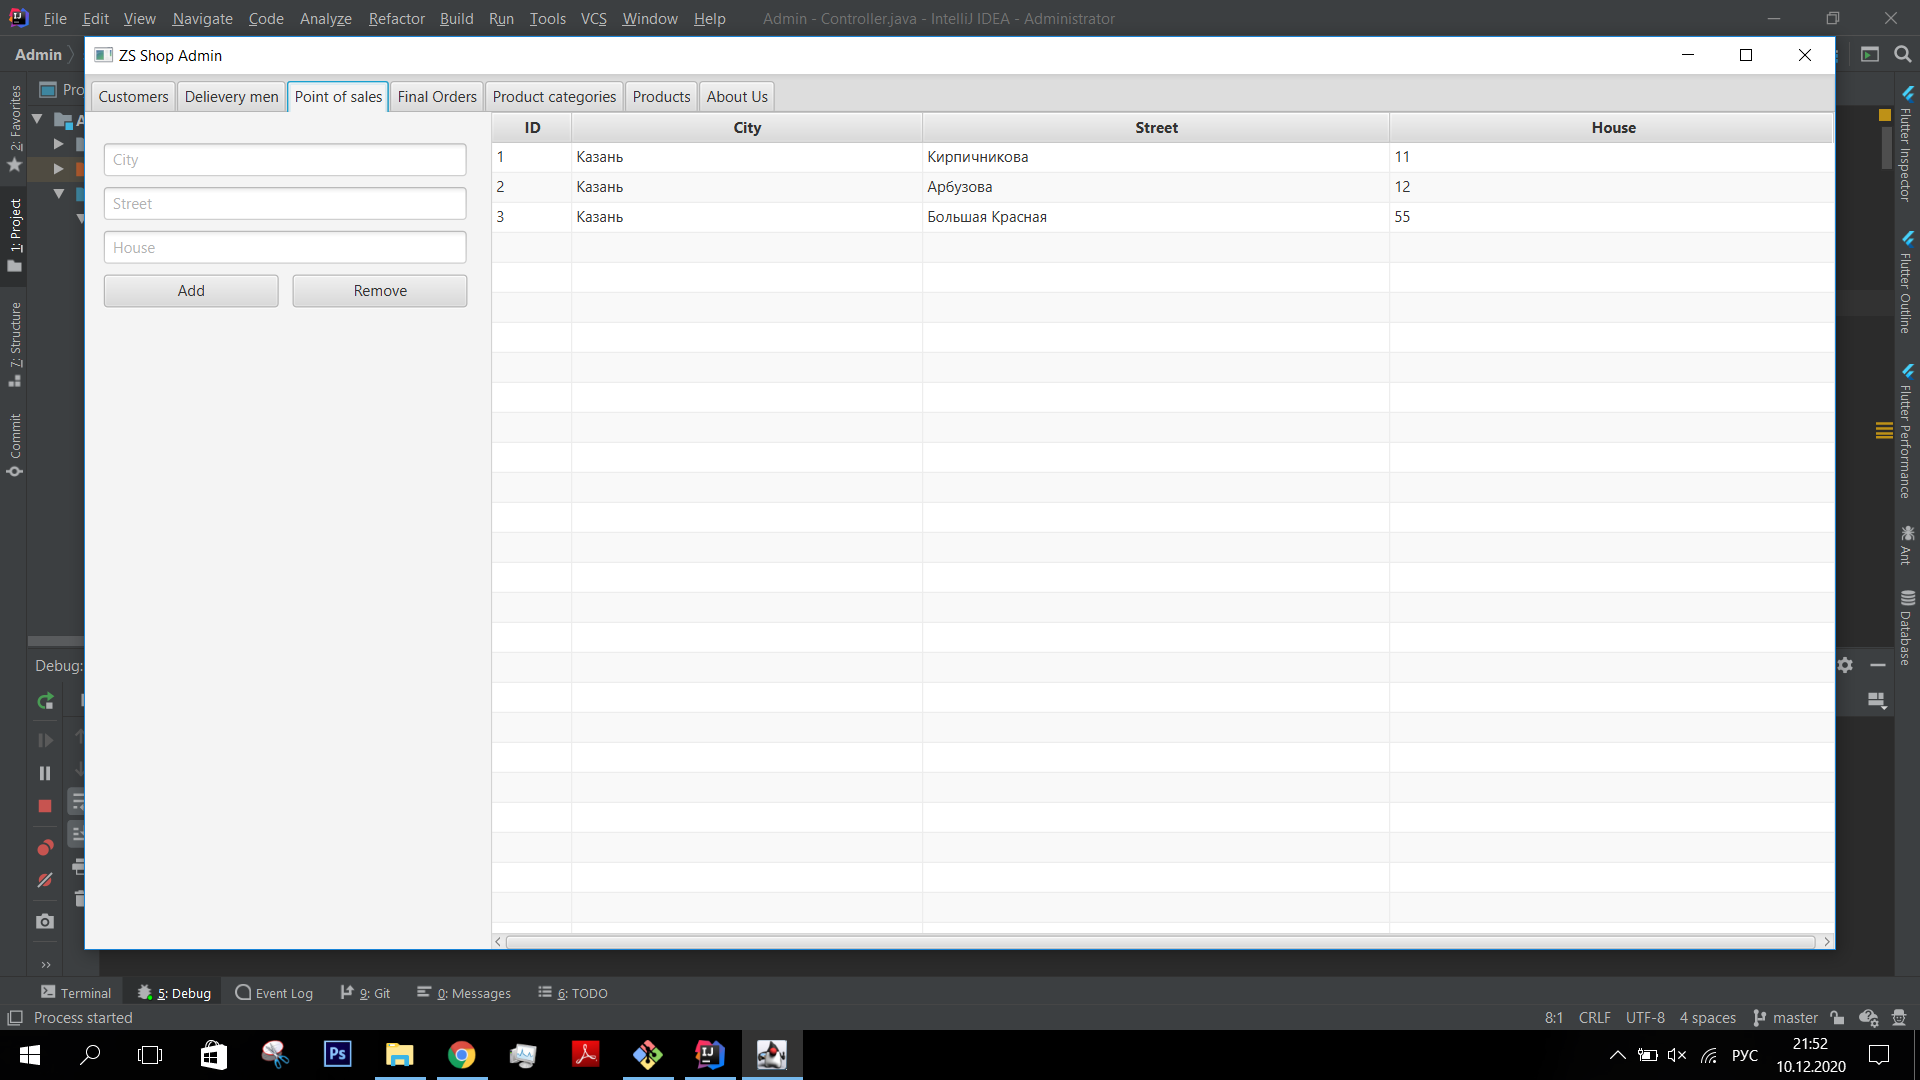 File Edit View Navigate Code Analyze Refactor Build Run Tools VCS Window Help Admin - Controller.java - IntelliJ IDEA - Administrator
Admin
ZS Shop Admin
Customers Delievery men Point of sales Final Orders Product categories Products About Us
City
Street
House
Add Remove
ID City Street House
1 Казань Кирпичникова 11
2 Казань Арбузова 12
3 Казань Большая Красная 55
2: Favorites
1: Project
7: Structure
Commit
Flutter Inspector
Flutter Outline
Flutter Performance
Ant
Database
Debug:
Terminal 5: Debug Event Log 9: Git 0: Messages 6: TODO
Process started 8:1 CRLF UTF-8 4 spaces master
Ps
IJ
РУС
21:52
10.12.2020